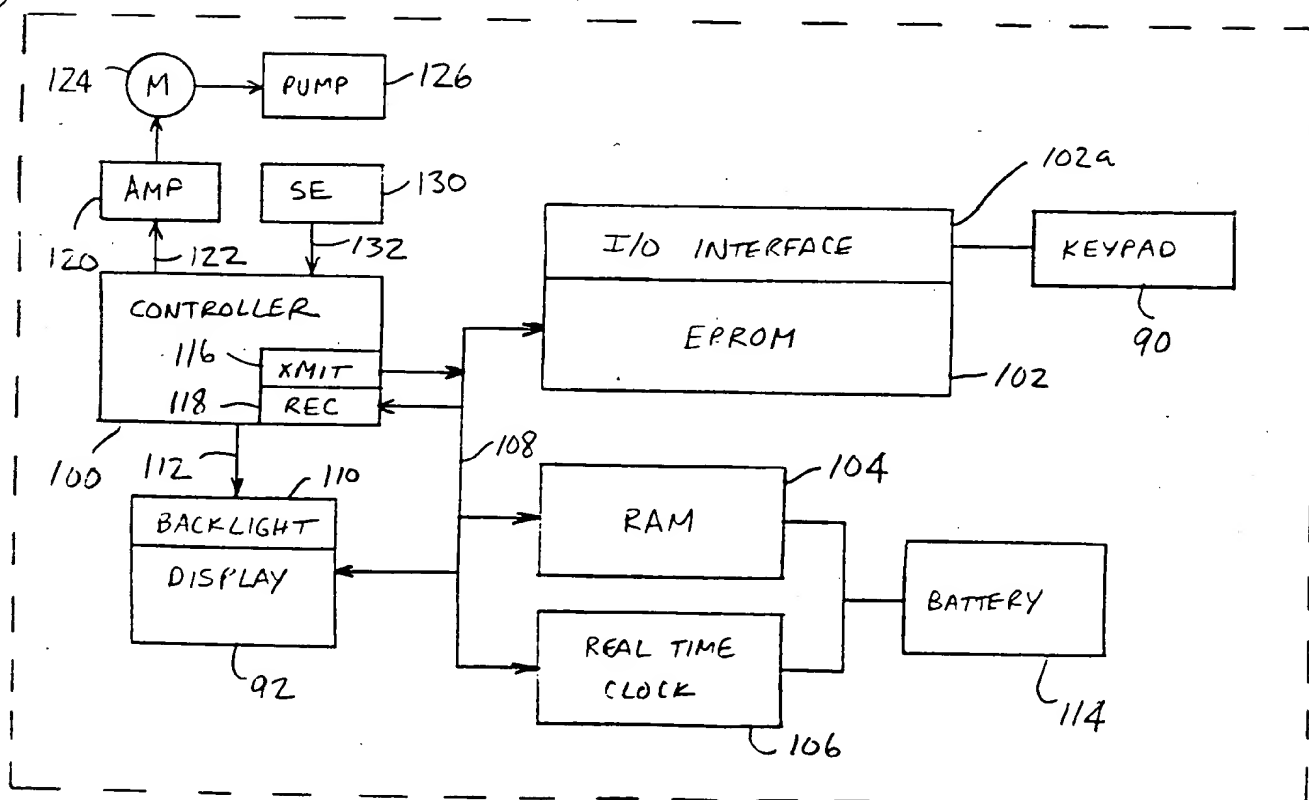 124
M
PUMP
126
AMP
SE
130
120
122
132
102a
I/O INTERFACE
KEYPAD
90
CONTROLLER
EPROM
116
XMIT
118
REC
102
100
112
110
108
104
BACKLIGHT
DISPLAY
RAM
BATTERY
92
REAL TIME
CLOCK
106
114